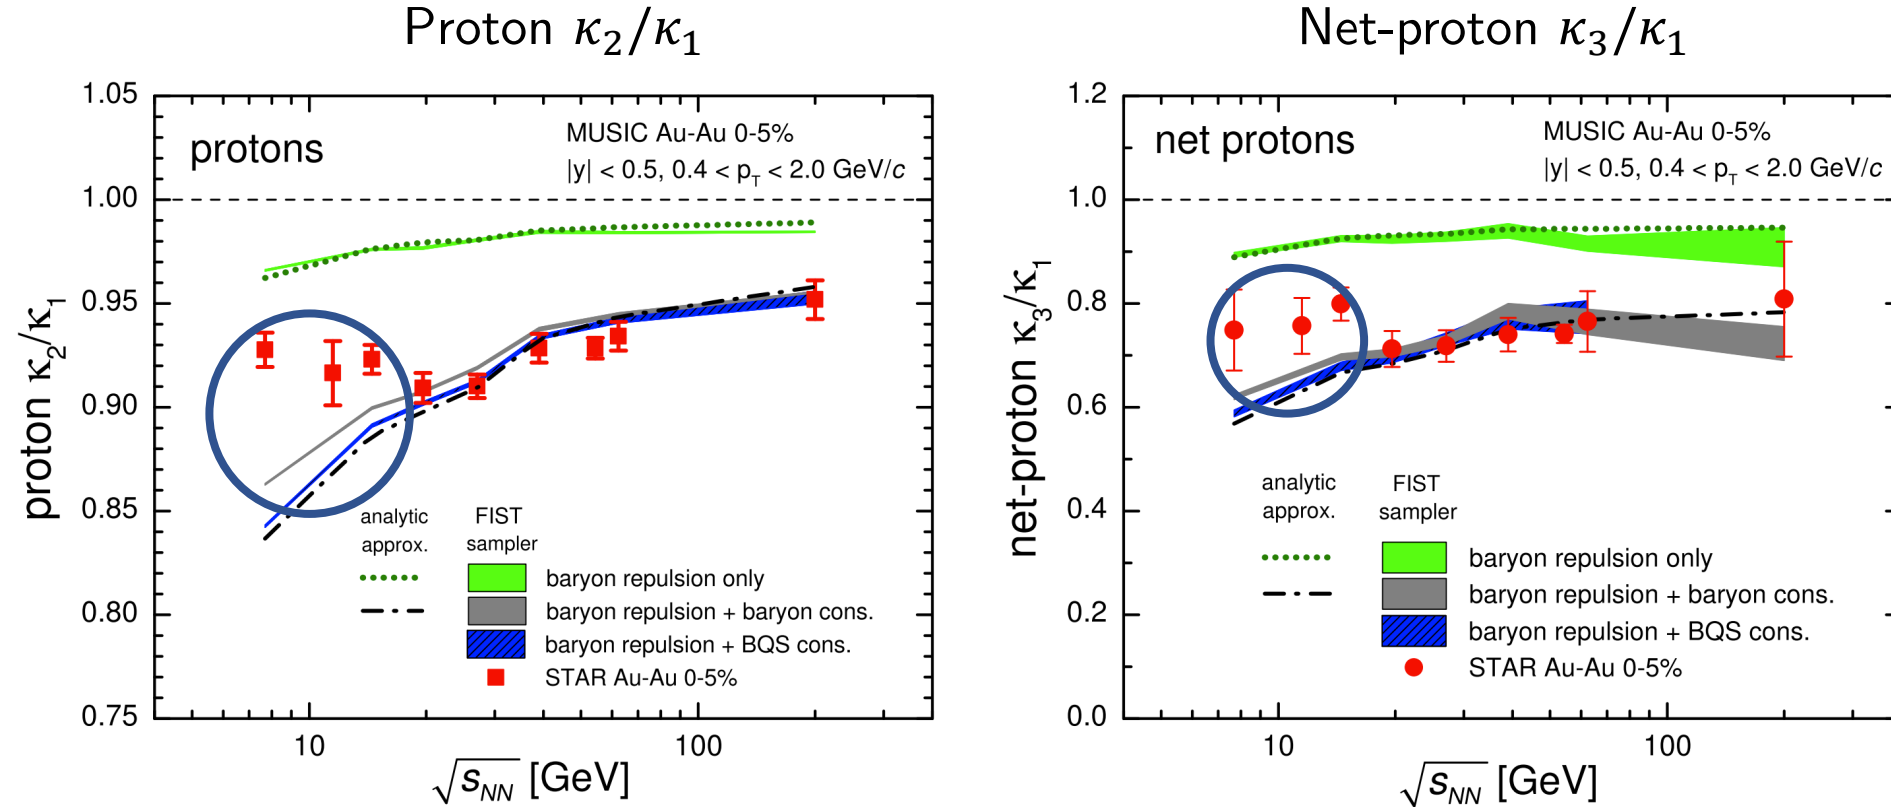 Proton κ₂/κ₁
1.05
1.00
0.95
0.90
0.85
0.80
0.75
proton κ₂/κ₁
protons
MUSIC Au-Au 0-5%
|y| < 0.5, 0.4 < p_T < 2.0 GeV/c
analytic approx.
FIST sampler
baryon repulsion only
baryon repulsion + baryon cons.
baryon repulsion + BQS cons.
STAR Au-Au 0-5%
10
100
√s_NN [GeV]
Net-proton κ₃/κ₁
1.2
1.0
0.8
0.6
0.4
0.2
0.0
net-proton κ₃/κ₁
net protons
MUSIC Au-Au 0-5%
|y| < 0.5, 0.4 < p_T < 2.0 GeV/c
analytic approx.
FIST sampler
baryon repulsion only
baryon repulsion + baryon cons.
baryon repulsion + BQS cons.
STAR Au-Au 0-5%
10
100
√s_NN [GeV]